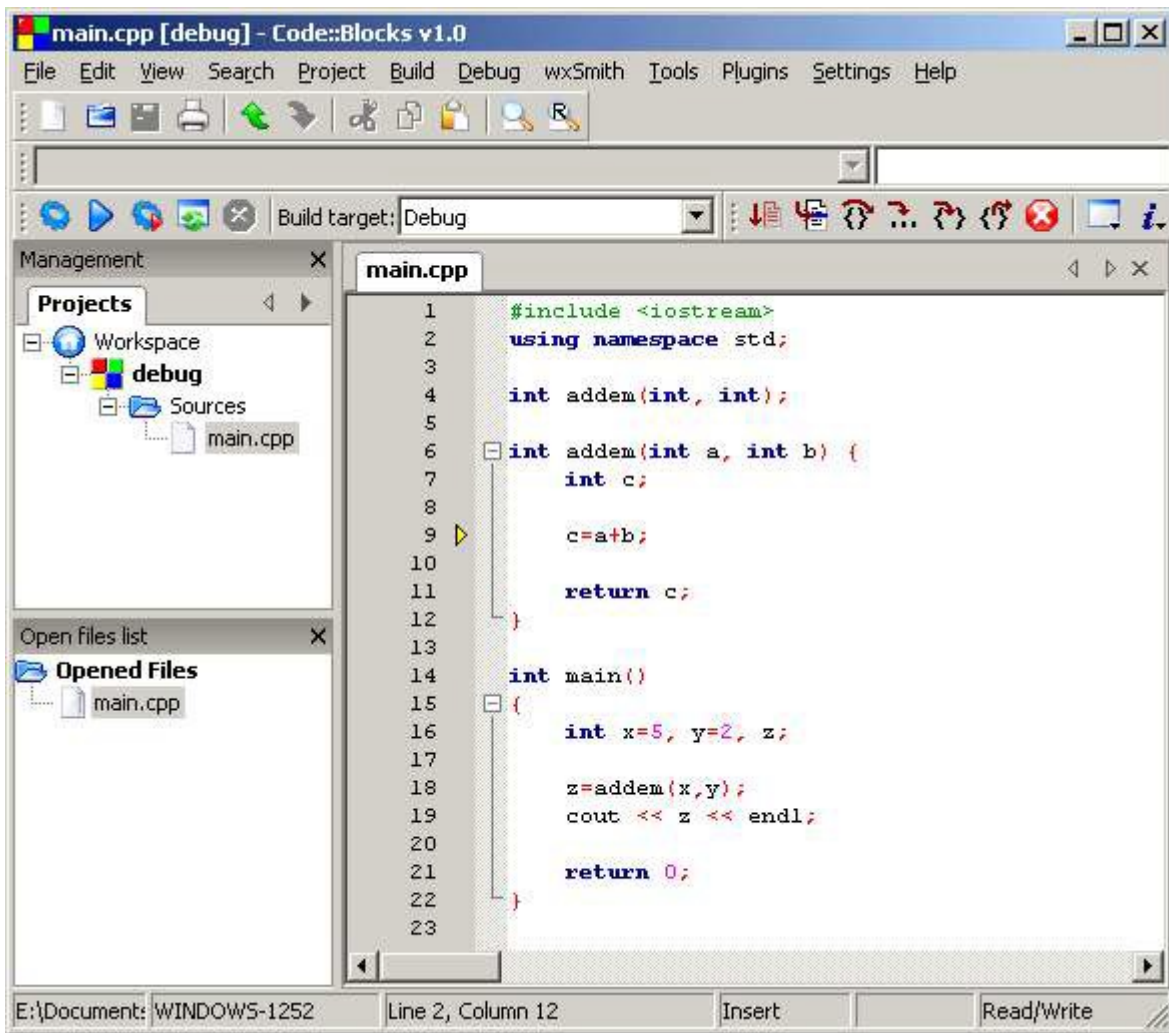 main.cpp [debug] - Code::Blocks v1.0
File Edit View Search Project Build Debug wxSmith Tools Plugins Settings Help
R
Build target: Debug
Management
Projects
Workspace
debug
Sources
main.cpp
Open files list
Opened Files
main.cpp
main.cpp
1 #include <iostream>
2 using namespace std;
3
4 int addem(int, int);
5
6 int addem(int a, int b) {
7 int c;
8
9 c=a+b;
10
11 return c;
12 }
13
14 int main()
15 {
16 int x=5, y=2, z;
17
18 z=addem(x,y);
19 cout << z << endl;
20
21 return 0;
22 }
23
E:\Document: WINDOWS-1252 Line 2, Column 12 Insert Read/Write